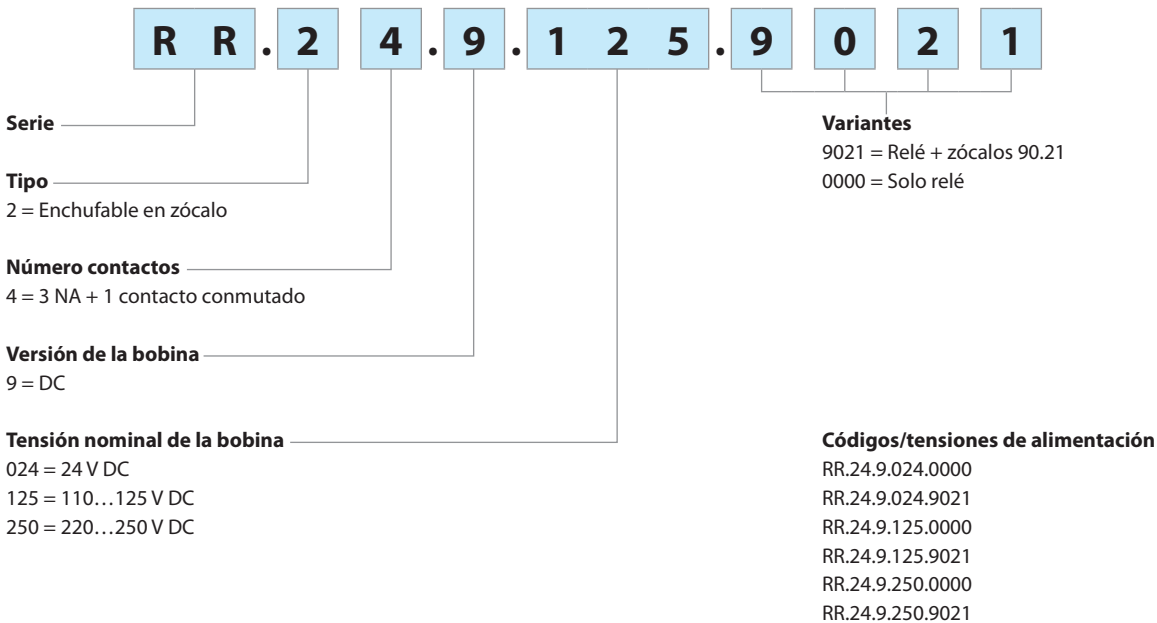 R R . 2 4 . 9 . 1 2 5 . 9 0 2 1
Serie
Tipo
2 = Enchufable en zócalo
Número contactos
4 = 3 NA + 1 contacto conmutado
Versión de la bobina
9 = DC
Tensión nominal de la bobina
024 = 24 V DC
125 = 110…125 V DC
250 = 220…250 V DC
Variantes
9021 = Relé + zócalos 90.21
0000 = Solo relé
Códigos/tensiones de alimentación
RR.24.9.024.0000
RR.24.9.024.9021
RR.24.9.125.0000
RR.24.9.125.9021
RR.24.9.250.0000
RR.24.9.250.9021